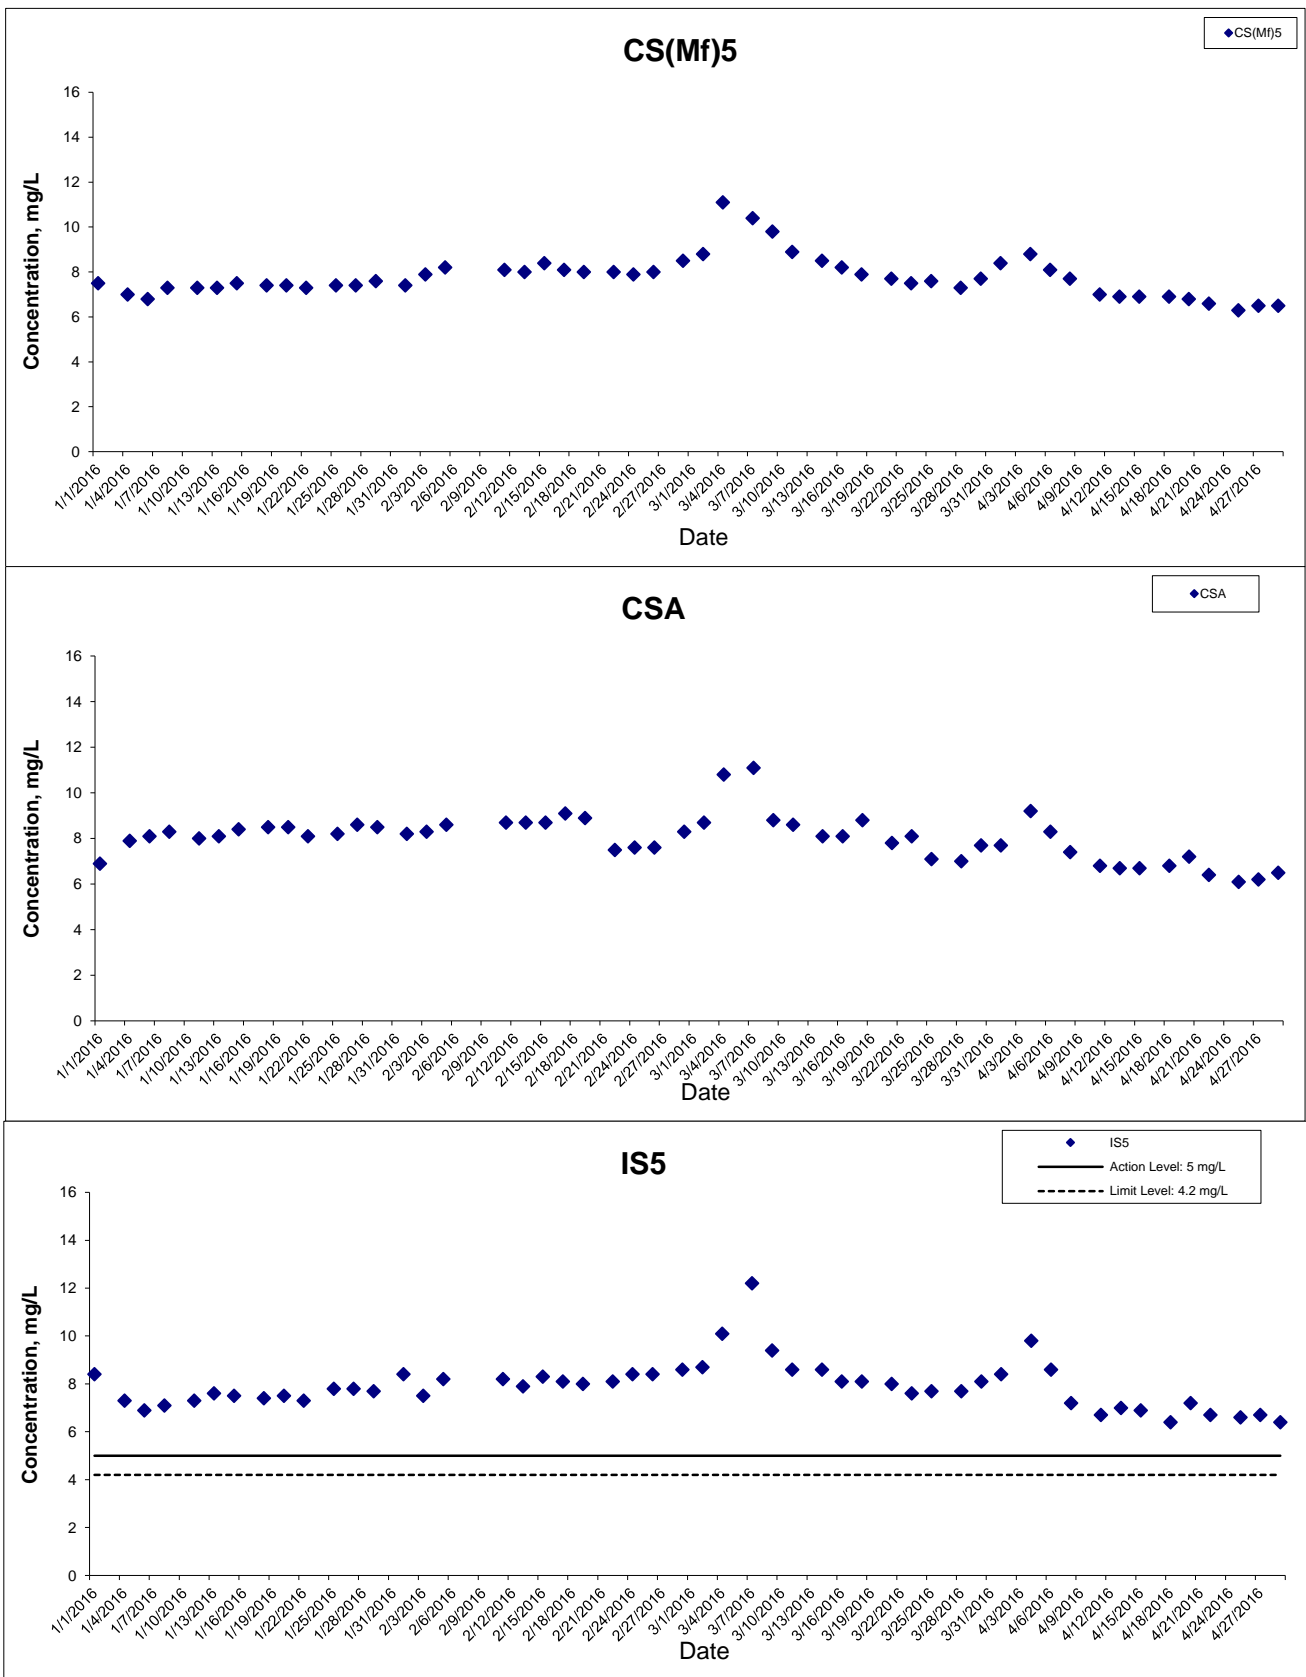 CS(Mf)5
CS(Mf)5
Concentration, mg/L
16
14
12
10
8
6
4
2
0
1/1/2016 1/4/2016 1/7/2016 1/10/2016 1/13/2016 1/16/2016 1/19/2016 1/22/2016 1/25/2016 1/28/2016 1/31/2016 2/3/2016 2/6/2016 2/9/2016 2/12/2016 2/15/2016 2/18/2016 2/21/2016 2/24/2016 2/27/2016 3/1/2016 3/4/2016 3/7/2016 3/10/2016 3/13/2016 3/16/2016 3/19/2016 3/22/2016 3/25/2016 3/28/2016 3/31/2016 4/3/2016 4/6/2016 4/9/2016 4/12/2016 4/15/2016 4/18/2016 4/21/2016 4/24/2016 4/27/2016
Date
CSA
CSA
Concentration, mg/L
16
14
12
10
8
6
4
2
0
1/1/2016 1/4/2016 1/7/2016 1/10/2016 1/13/2016 1/16/2016 1/19/2016 1/22/2016 1/25/2016 1/28/2016 1/31/2016 2/3/2016 2/6/2016 2/9/2016 2/12/2016 2/15/2016 2/18/2016 2/21/2016 2/24/2016 2/27/2016 3/1/2016 3/4/2016 3/7/2016 3/10/2016 3/13/2016 3/16/2016 3/19/2016 3/22/2016 3/25/2016 3/28/2016 3/31/2016 4/3/2016 4/6/2016 4/9/2016 4/12/2016 4/15/2016 4/18/2016 4/21/2016 4/24/2016 4/27/2016
Date
IS5
IS5
Action Level: 5 mg/L
Limit Level: 4.2 mg/L
Concentration, mg/L
16
14
12
10
8
6
4
2
0
1/1/2016 1/4/2016 1/7/2016 1/10/2016 1/13/2016 1/16/2016 1/19/2016 1/22/2016 1/25/2016 1/28/2016 1/31/2016 2/3/2016 2/6/2016 2/9/2016 2/12/2016 2/15/2016 2/18/2016 2/21/2016 2/24/2016 2/27/2016 3/1/2016 3/4/2016 3/7/2016 3/10/2016 3/13/2016 3/16/2016 3/19/2016 3/22/2016 3/25/2016 3/28/2016 3/31/2016 4/3/2016 4/6/2016 4/9/2016 4/12/2016 4/15/2016 4/18/2016 4/21/2016 4/24/2016 4/27/2016
Date